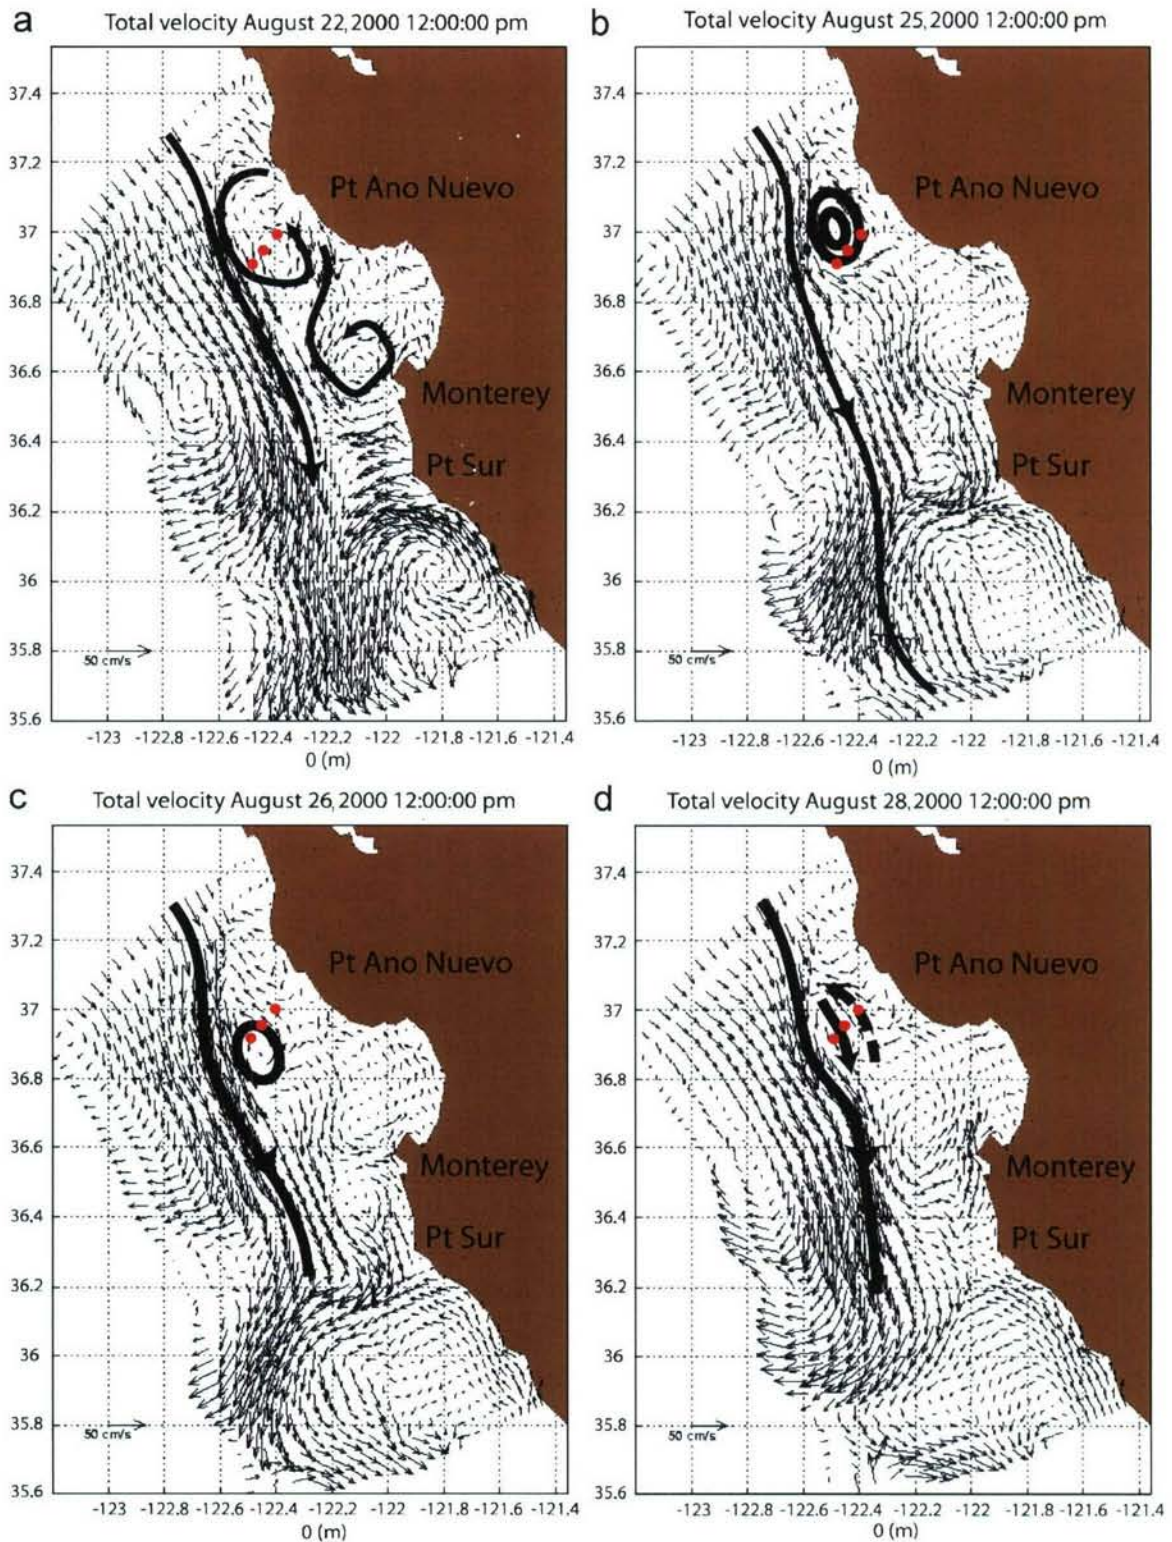 a
Total velocity August 22,2000 12:00:00 pm
37.4
37.2
37
36.8
36.6
36.4
36.2
36
35.8
35.6
Pt Ano Nuevo
Monterey
Pt Sur
50 cm/s
-123 -122.8 -122.6 -122.4 -122.2 -122 -121.8 -121.6 -121.4
0 (m)
b
Total velocity August 25,2000 12:00:00 pm
37.4
37.2
37
36.8
36.6
36.4
36.2
36
35.8
35.6
Pt Ano Nuevo
Monterey
Pt Sur
50 cm/s
-123 -122.8 -122.6 -122.4 -122.2 -122 -121.8 -121.6 -121.4
0 (m)
c
Total velocity August 26,2000 12:00:00 pm
37.4
37.2
37
36.8
36.6
36.4
36.2
36
35.8
35.6
Pt Ano Nuevo
Monterey
Pt Sur
50 cm/s
-123 -122.8 -122.6 -122.4 -122.2 -122 -121.8 -121.6 -121.4
0 (m)
d
Total velocity August 28,2000 12:00:00 pm
37.4
37.2
37
36.8
36.6
36.4
36.2
36
35.8
35.6
Pt Ano Nuevo
Monterey
Pt Sur
50 cm/s
-123 -122.8 -122.6 -122.4 -122.2 -122 -121.8 -121.6 -121.4
0 (m)